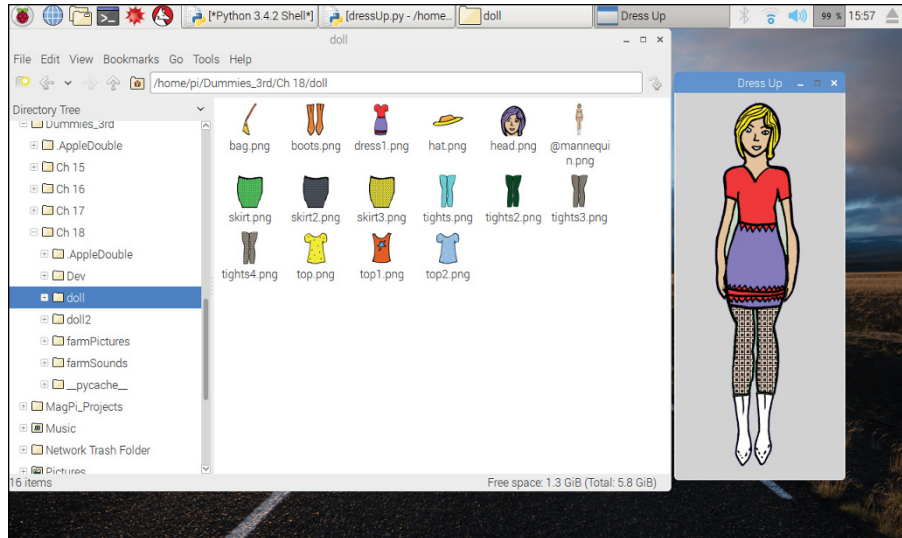 [*Python 3.4.2 Shell*]
[dressUp.py - /home...
doll
Dress Up
99 %
15:57
doll
File Edit View Bookmarks Go Tools Help
/home/pi/Dummies_3rd/Ch 18/doll
Directory Tree
Dummies_3rd
.AppleDouble
Ch 15
Ch 16
Ch 17
Ch 18
.AppleDouble
Dev
doll
doll2
farmPictures
farmSounds
__pycache__
MagPi_Projects
Music
Network Trash Folder
Pictures
bag.png boots.png dress1.png hat.png head.png @mannequi
n.png
skirt.png skirt2.png skirt3.png tights.png tights2.png tights3.png
tights4.png top.png top1.png top2.png
16 items
Free space: 1.3 GiB (Total: 5.8 GiB)
Dress Up